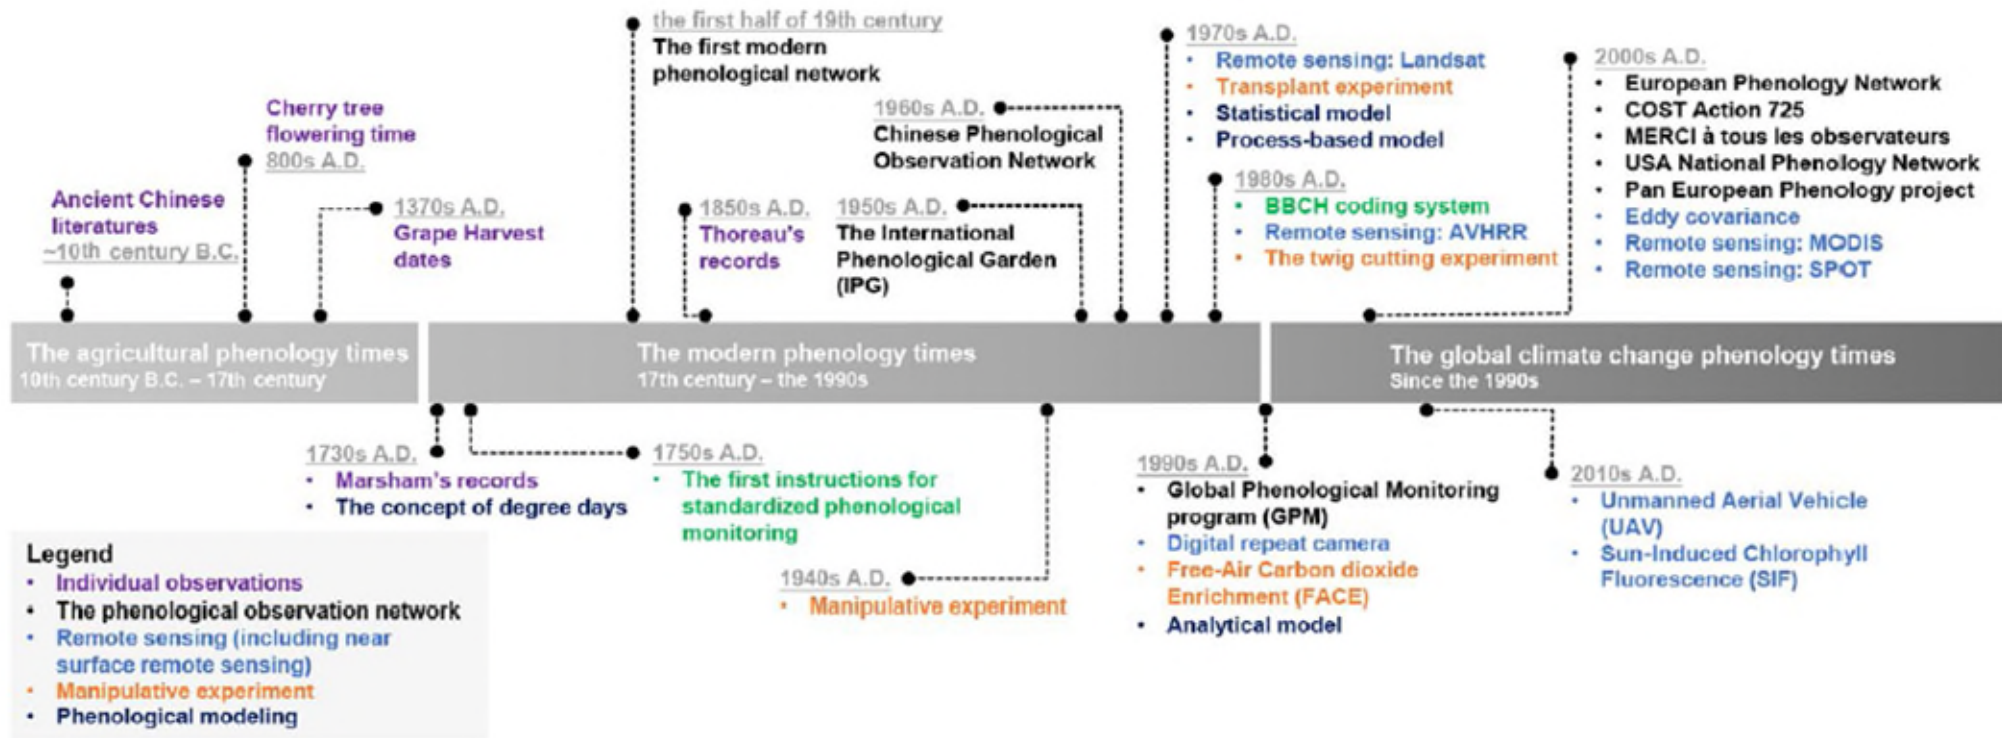 Ancient Chinese
literatures
~10th century B.C.
Cherry tree
flowering time
800s A.D.
1370s A.D.
Grape Harvest
dates
the first half of 19th century
The first modern
phenological network
1850s A.D.
Thoreau's
records
1950s A.D.
The International
Phenological Garden
(IPG)
1960s A.D.
Chinese Phenological
Observation Network
1970s A.D.
• Remote sensing: Landsat
• Transplant experiment
• Statistical model
• Process-based model
1980s A.D.
• BBCH coding system
• Remote sensing: AVHRR
• The twig cutting experiment
2000s A.D.
• European Phenology Network
• COST Action 725
• MERCI à tous les observateurs
• USA National Phenology Network
• Pan European Phenology project
• Eddy covariance
• Remote sensing: MODIS
• Remote sensing: SPOT
The agricultural phenology times
10th century B.C. – 17th century
The modern phenology times
17th century – the 1990s
The global climate change phenology times
Since the 1990s
1730s A.D.
• Marsham's records
• The concept of degree days
1750s A.D.
• The first instructions for
standardized phenological
monitoring
1940s A.D.
• Manipulative experiment
1990s A.D.
• Global Phenological Monitoring
program (GPM)
• Digital repeat camera
• Free-Air Carbon dioxide
Enrichment (FACE)
• Analytical model
2010s A.D.
• Unmanned Aerial Vehicle
(UAV)
• Sun-Induced Chlorophyll
Fluorescence (SIF)
Legend
• Individual observations
• The phenological observation network
• Remote sensing (including near
surface remote sensing)
• Manipulative experiment
• Phenological modeling